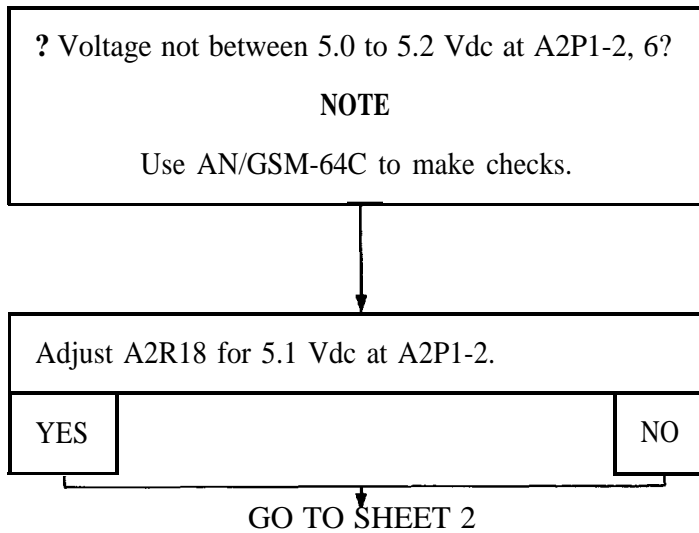 ? Voltage not between 5.0 to 5.2 Vdc at A2P1-2, 6?
NOTE
Use AN/GSM-64C to make checks.
Adjust A2R18 for 5.1 Vdc at A2P1-2.
YES
NO
GO TO SHEET 2